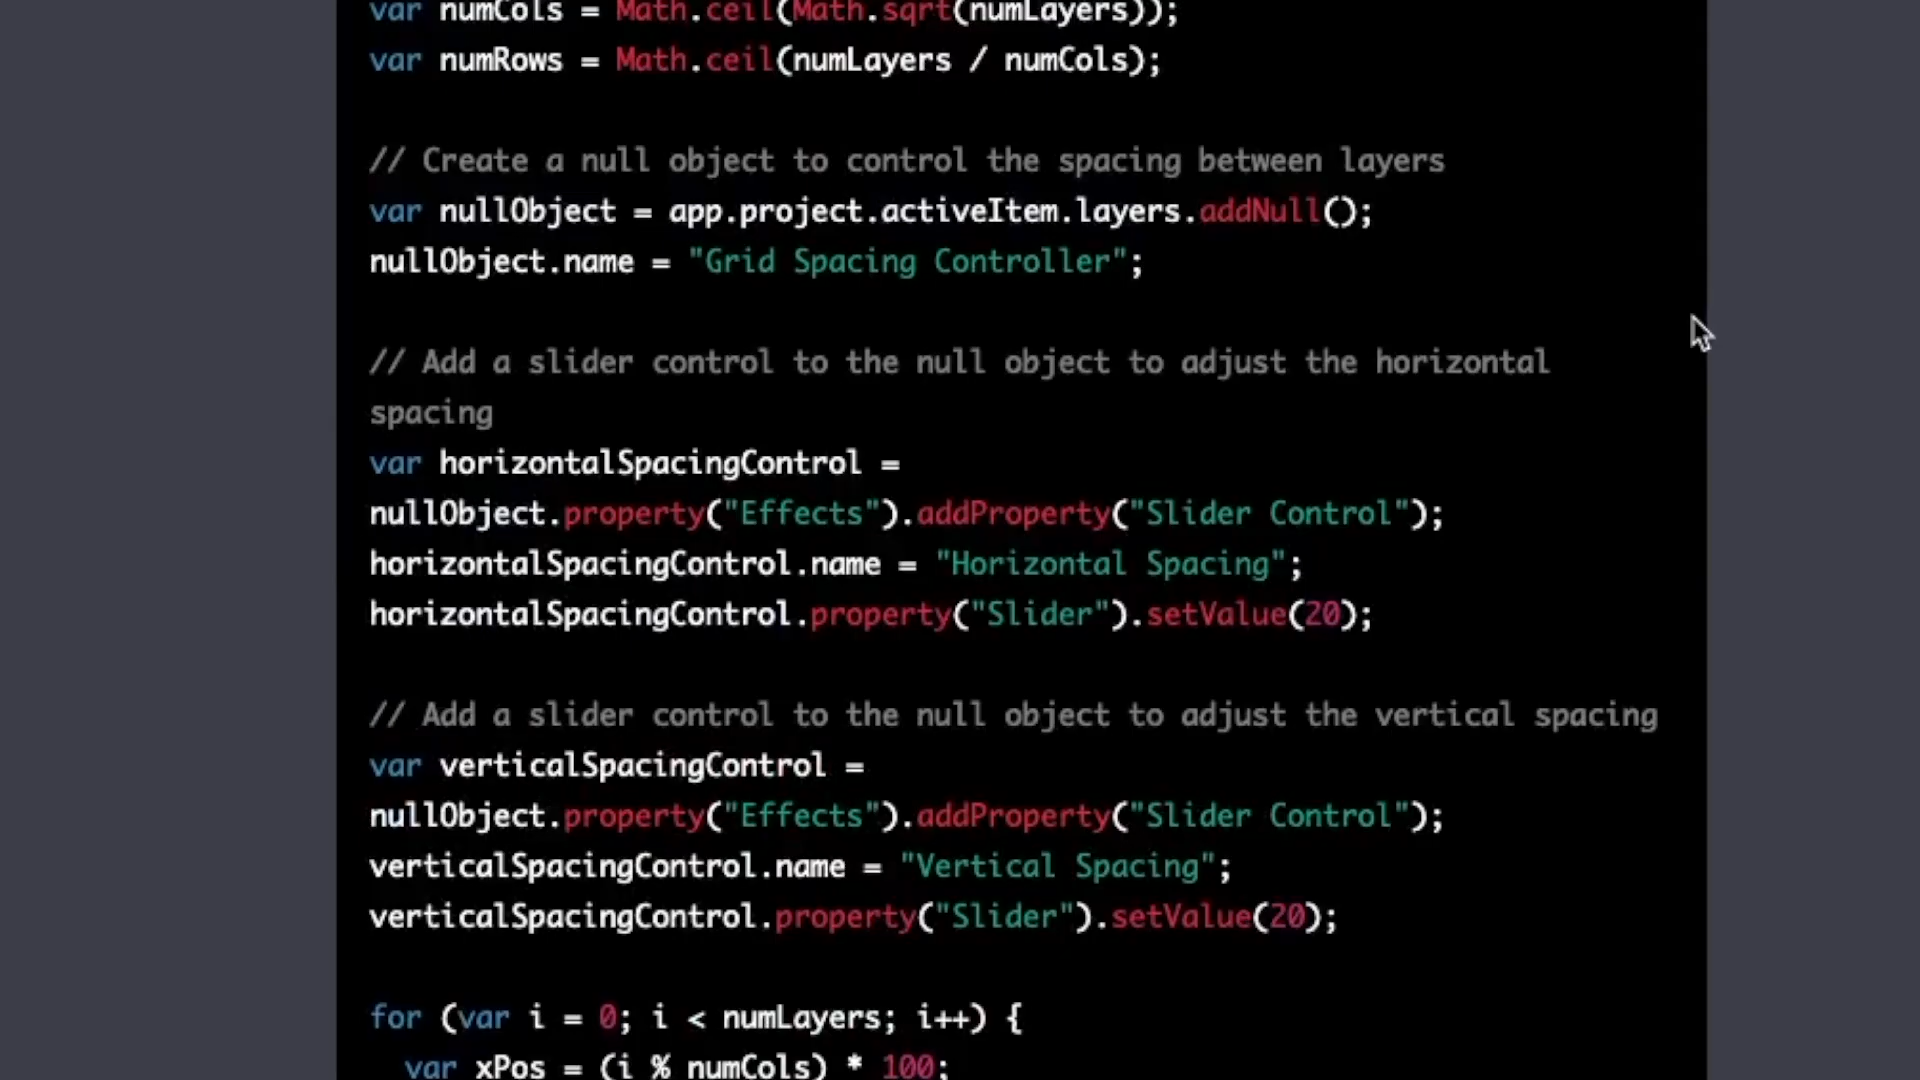 var numCols = Math.ceil(Math.sqrt(numLayers));
var numRows = Math.ceil(numLayers / numCols);
// Create a null object to control the spacing between layers
var nullObject = app.project.activeItem.layers.addNull();
nullObject.name = "Grid Spacing Controller";
// Add a slider control to the null object to adjust the horizontal
spacing
var horizontalSpacingControl =
nullObject.property("Effects").addProperty("Slider Control");
horizontalSpacingControl.name = "Horizontal Spacing";
horizontalSpacingControl.property("Slider").setValue(20);
// Add a slider control to the null object to adjust the vertical spacing
var verticalSpacingControl =
nullObject.property("Effects").addProperty("Slider Control");
verticalSpacingControl.name = "Vertical Spacing";
verticalSpacingControl.property("Slider").setValue(20);
for (var i = 0; i < numLayers; i++) {
var xPos = (i % numCols) * 100;